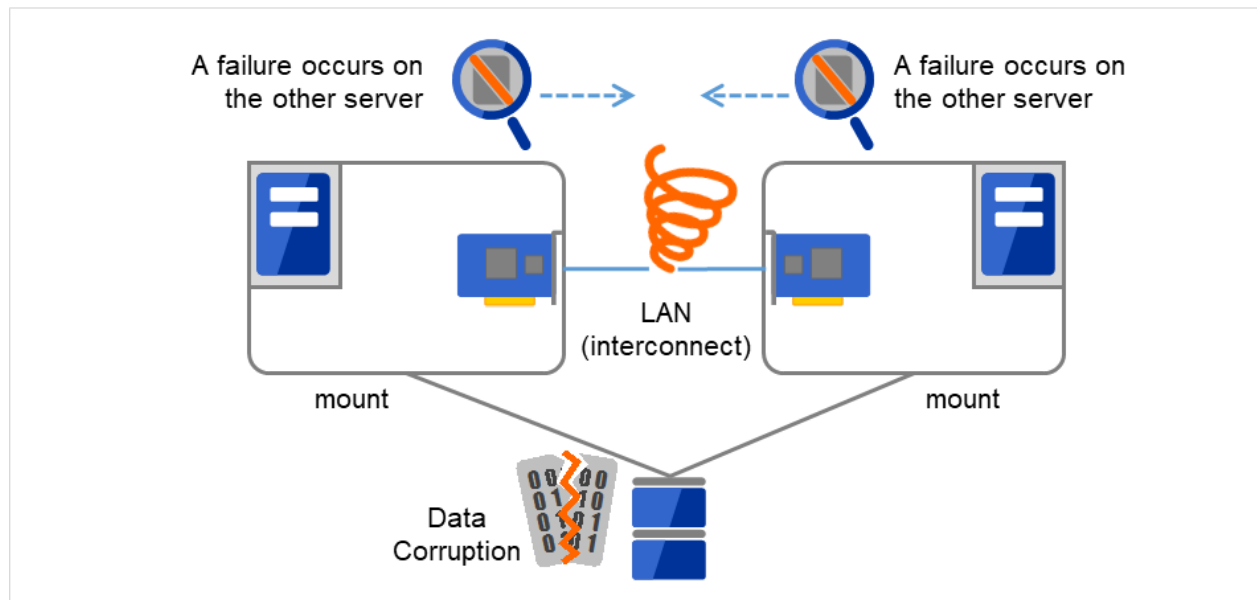 A failure occurs on
the other server
A failure occurs on
the other server
LAN
(interconnect)
mount
mount
Data
Corruption